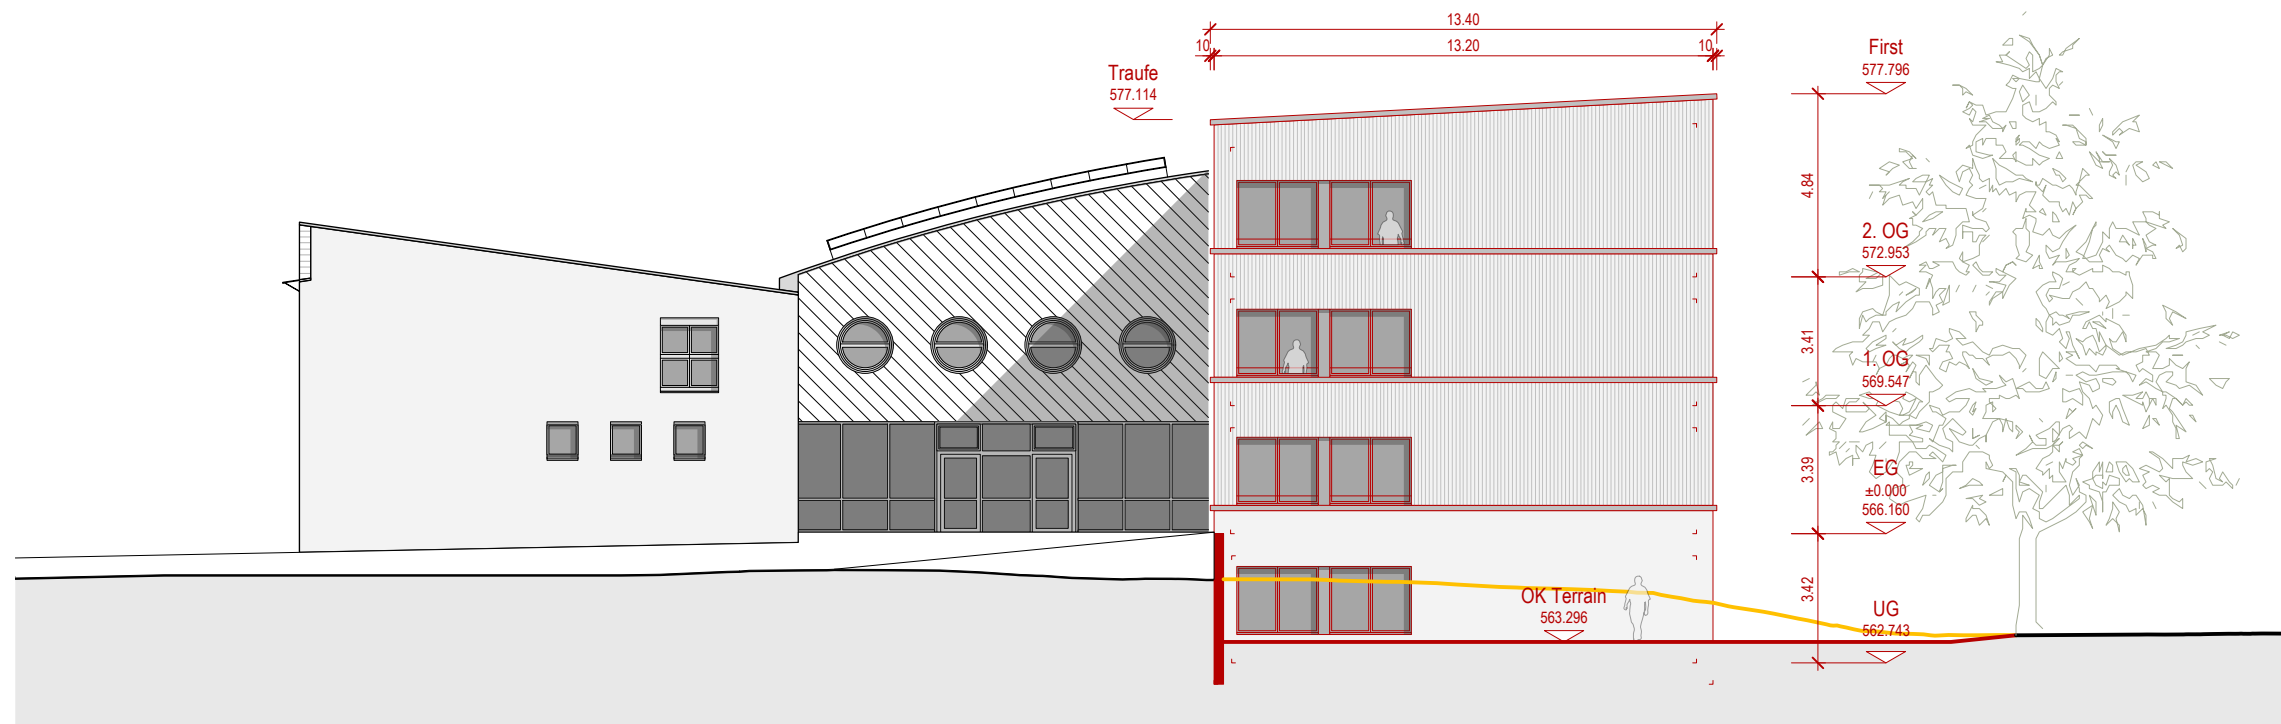 13.40
10 13.20 10
First
577.796
Traufe
577.114
4.84
2. OG
572.953
3.41
1. OG
569.547
3.39
EG
±0.000
566.160
3.42
OK Terrain
563.296
UG
562.743